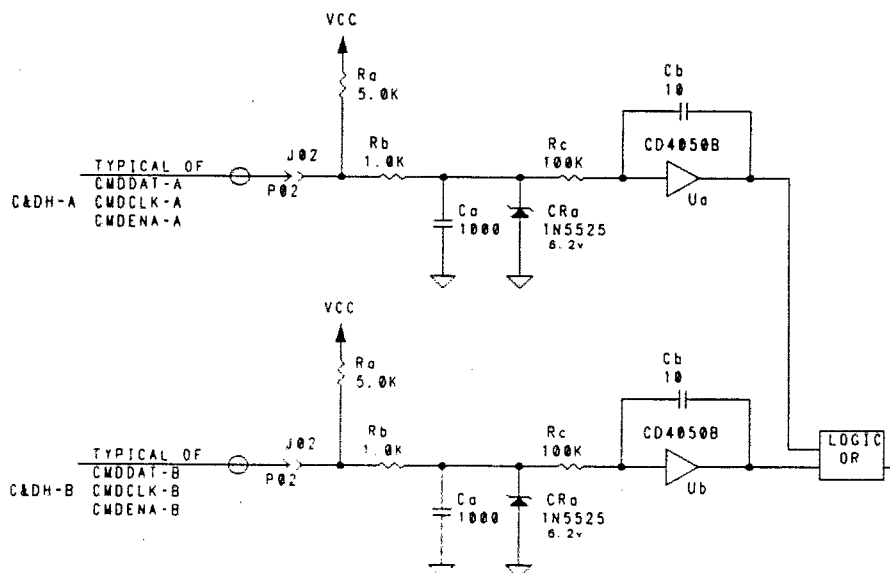 VCC
Ra
5.0K
Cb
10
CD4050B
Rb
1.0K
Rc
100K
J02
P02
TYPICAL OF
CMDDAT-A
C&DH-A CMDCLK-A
CMDENA-A
Ca
1000
CRa
1N5525
6.2v
Ua
VCC
Ra
5.0K
Cb
10
CD4050B
Rb
1.0K
Rc
100K
J02
P02
TYPICAL OF
CMDDAT-B
C&DH-B CMDCLK-B
CMDENA-B
Ca
1000
CRa
1N5525
6.2v
Ub
LOGIC
OR